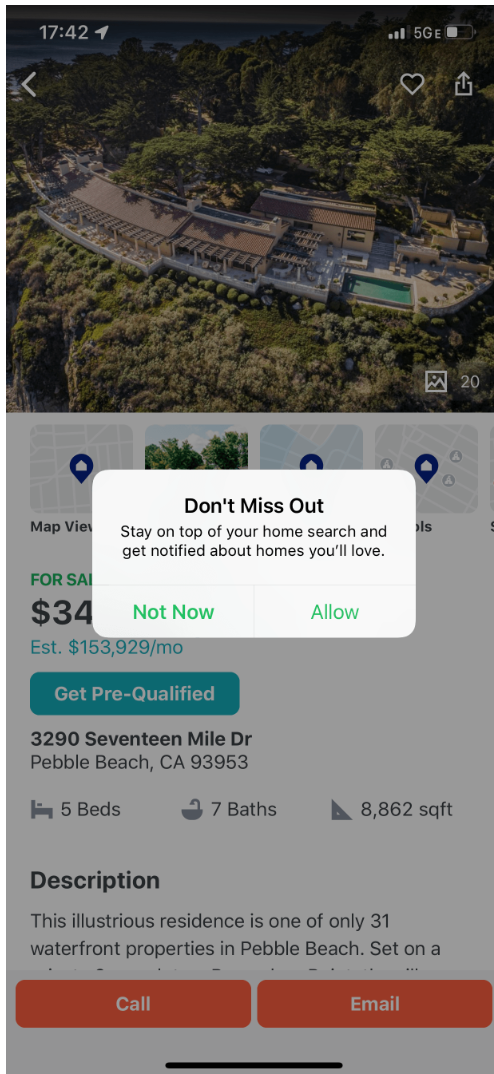 17:42
5GE
20
Map View
Don't Miss Out
Stay on top of your home search and
get notified about homes you'll love.
Not Now
Allow
FOR SAL
$34
Est. $153,929/mo
Get Pre-Qualified
3290 Seventeen Mile Dr
Pebble Beach, CA 93953
5 Beds
7 Baths
8,862 sqft
Description
This illustrious residence is one of only 31
waterfront properties in Pebble Beach. Set on a
Call
Email